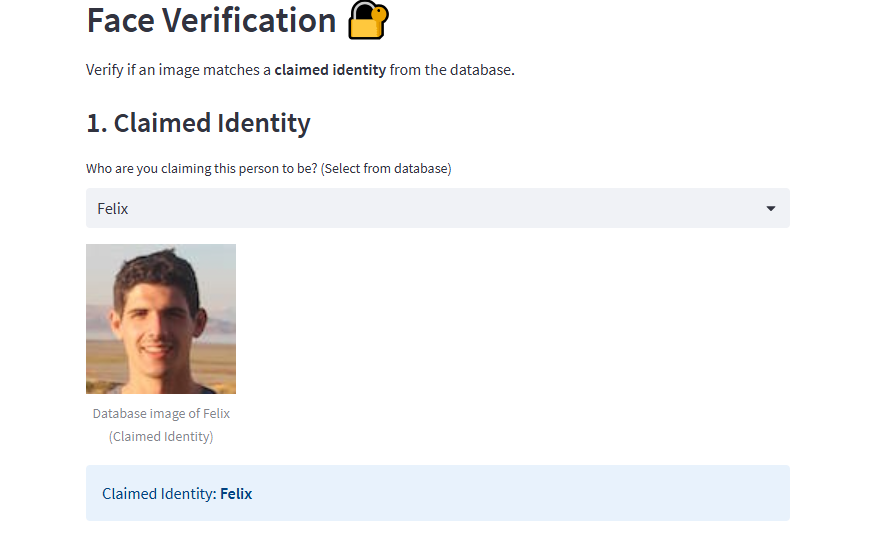 Face Verification
Verify if an image matches a claimed identity from the database.
1. Claimed Identity
Who are you claiming this person to be? (Select from database)
Felix
Database image of Felix
(Claimed Identity)
Claimed Identity: Felix